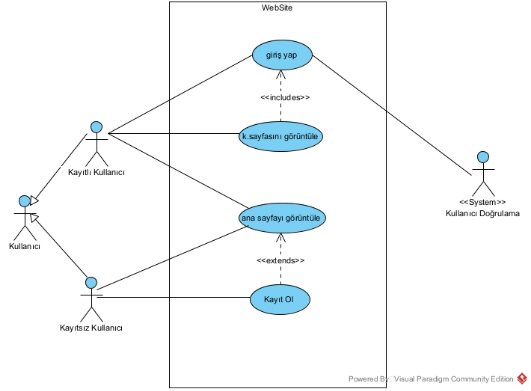 WebSite
giriş yap
<<includes>>
k.sayfasını görüntüle
Kayıtlı Kullanıcı
<<System>>
Kullanıcı Doğrulama
ana sayfayı görüntüle
Kullanıcı
<<extends>>
Kayıt Ol
Kayıtsız Kullanıcı
Powered By Visual Paradigm Community Edition